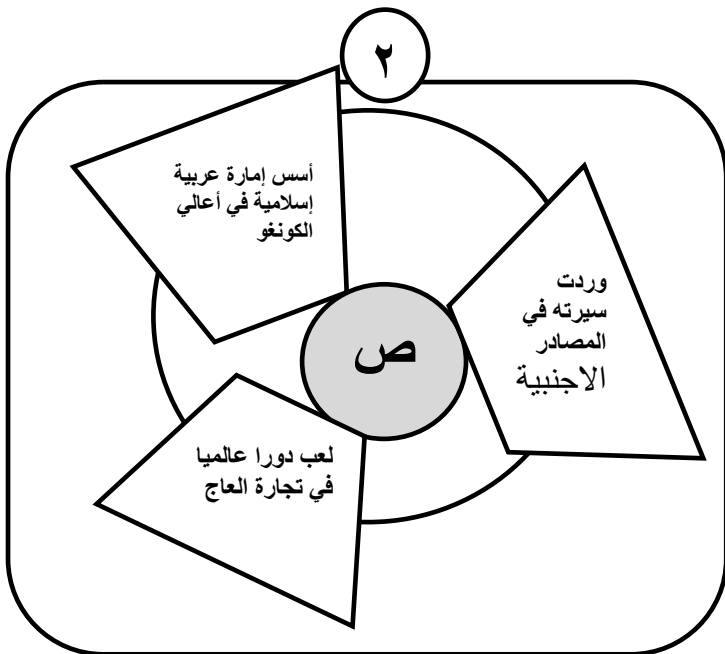 ٢
أسس إمارة عربية
إسلامية في أعالي
الكونغو
وردت
سيرته في
المصادر
الاجنبية
ص
لعب دورا عالميا
في تجارة العاج